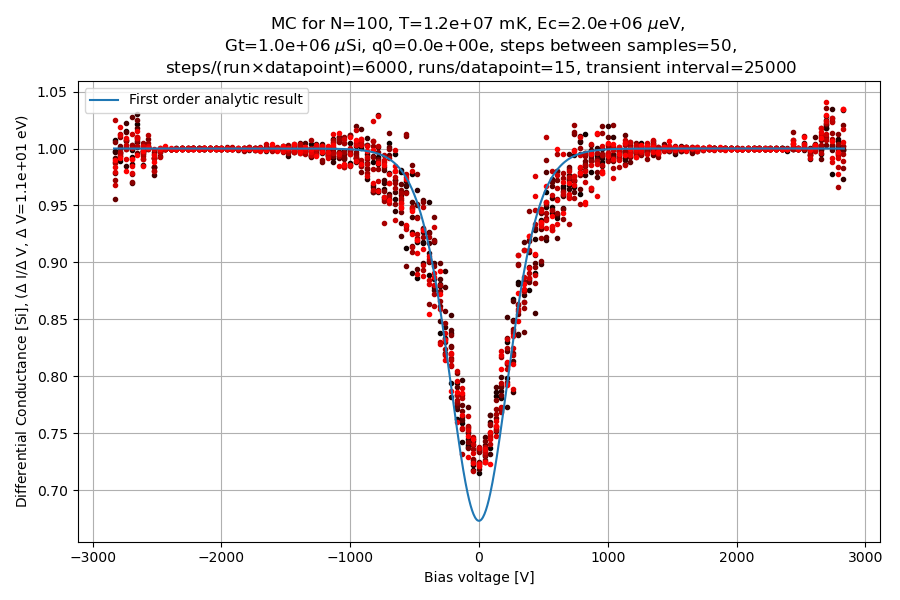 MC for N=100, T=1.2e+07 mK, Ec=2.0e+06 μeV,
Gt=1.0e+06 μSi, q0=0.0e+00e, steps between samples=50,
steps/(run×datapoint)=6000, runs/datapoint=15, transient interval=25000
First order analytic result
Differential Conductance [Si], (Δ I/Δ V, Δ V=1.1e+01 eV)
1.05
1.00
0.95
0.90
0.85
0.80
0.75
0.70
−3000 −2000 −1000 0 1000 2000 3000
Bias voltage [V]